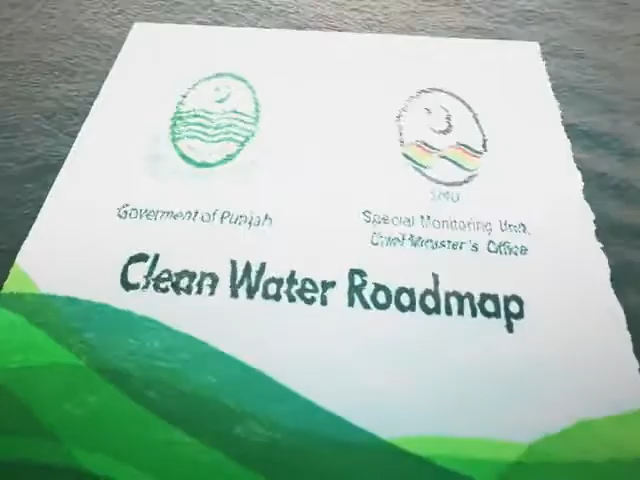 Goverment of Punjab
SMU
Special Monitoring Unit,
Chief Minister's Office
Clean Water Roadmap